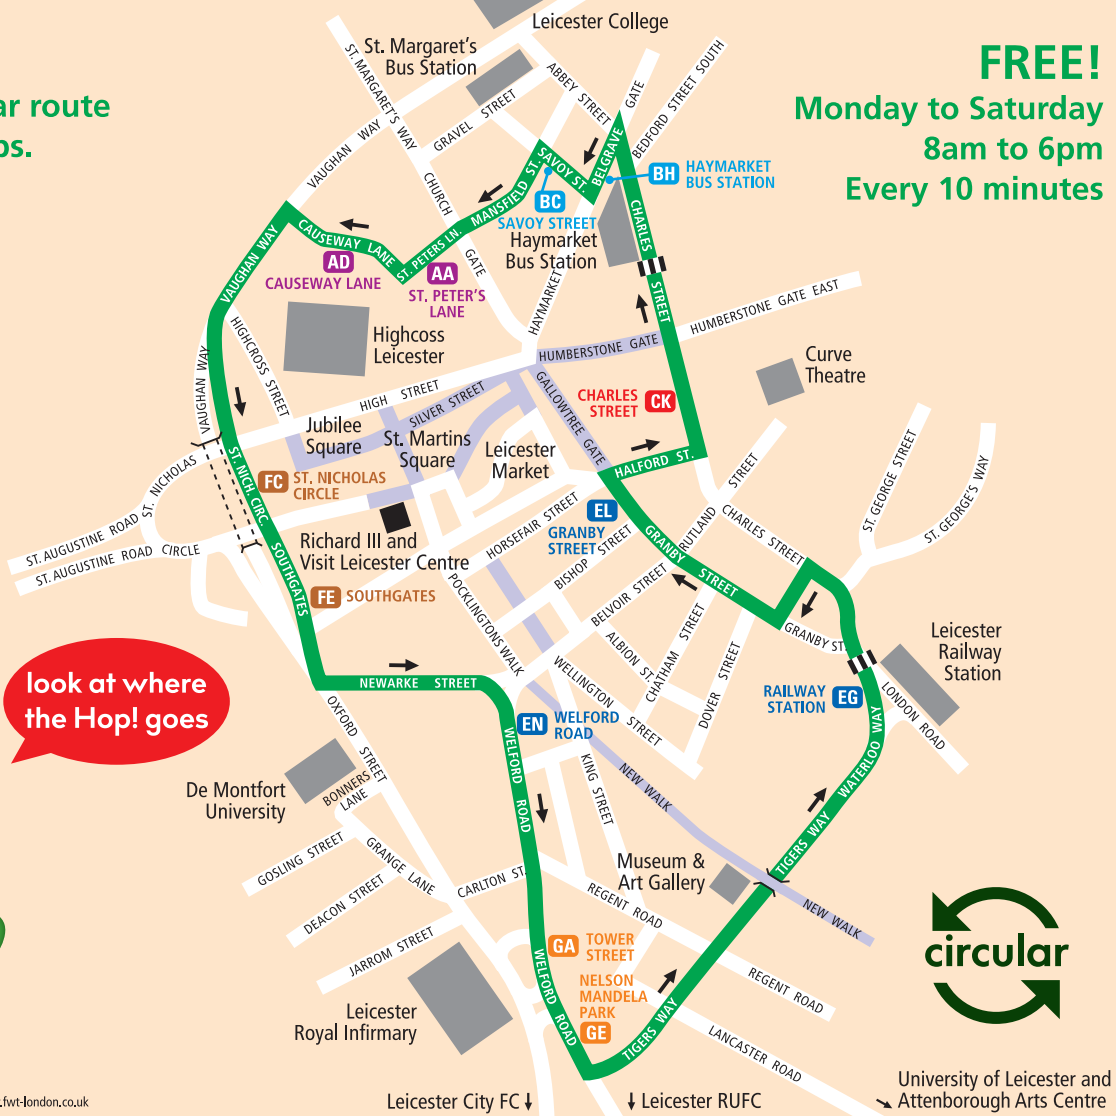 Leicester College
St. Margaret's
Bus Station
FREE!
Monday to Saturday
8am to 6pm
Every 10 minutes
ar route
os.
ST. MARGARET'S WAY
ABBEY STREET
GATE
BEDFORD STREET SOUTH
GRAVEL STREET
VAUGHAN WAY
CHURCH
GATE
SAVOY ST.
BELGRAVE
MANSFIELD ST.
ST. PETERS LN.
CAUSEWAY LANE
VAUGHAN WAY
BH
HAYMARKET
BUS STATION
BC
SAVOY STREET
Haymarket
Bus Station
CHARLES
STREET
AD
CAUSEWAY LANE
AA
ST. PETER'S
LANE
HAYMARKET
HUMBERSTONE GATE
HUMBERSTONE GATE EAST
Highcoss
Leicester
Curve
Theatre
HIGHCROSS STREET
VAUGHAN WAY
HIGH STREET
SILVER STREET
GALLOWTREE GATE
CHARLES
STREET
CK
HALFORD ST.
Jubilee
Square
St. Martins
Square
Leicester
Market
ST. NICHOLAS
ST. NICH. CIRC.
FC
ST. NICHOLAS
CIRCLE
ST. AUGUSTINE ROAD
ST. AUGUSTINE ROAD CIRCLE
Richard III and
Visit Leicester Centre
HORSEFAIR STREET
EL
GRANBY
STREET
BISHOP STREET
GRANBY STREET
RUTLAND STREET
CHARLES STREET
ST. GEORGE STREET
ST. GEORGE'S WAY
SOUTHGATES
FE
SOUTHGATES
POCKLINGTONS WALK
BELVOIR STREET
ALBION ST.
CHATHAM STREET
DOVER STREET
GRANBY ST.
Leicester
Railway
Station
RAILWAY
STATION
EG
LONDON ROAD
look at where
the Hop! goes
NEWARKE STREET
WELLINGTON STREET
EN
WELFORD
ROAD
OXFORD STREET
WELFORD ROAD
KING STREET
NEW WALK
WATERLOO WAY
De Montfort
University
BONNERS
LANE
GOSLING STREET
GRANGE LANE
DEACON STREET
CARLTON ST.
JARROM STREET
Museum &
Art Gallery
TIGERS WAY
NEW WALK
REGENT ROAD
REGENT ROAD
GA
TOWER
STREET
NELSON
MANDELA
PARK
GE
WELFORD ROAD
TIGERS WAY
LANCASTER ROAD
Leicester
Royal Infirmary
circular
Leicester City FC
Leicester RUFC
University of Leicester and
Attenborough Arts Centre
.fwt-london.co.uk